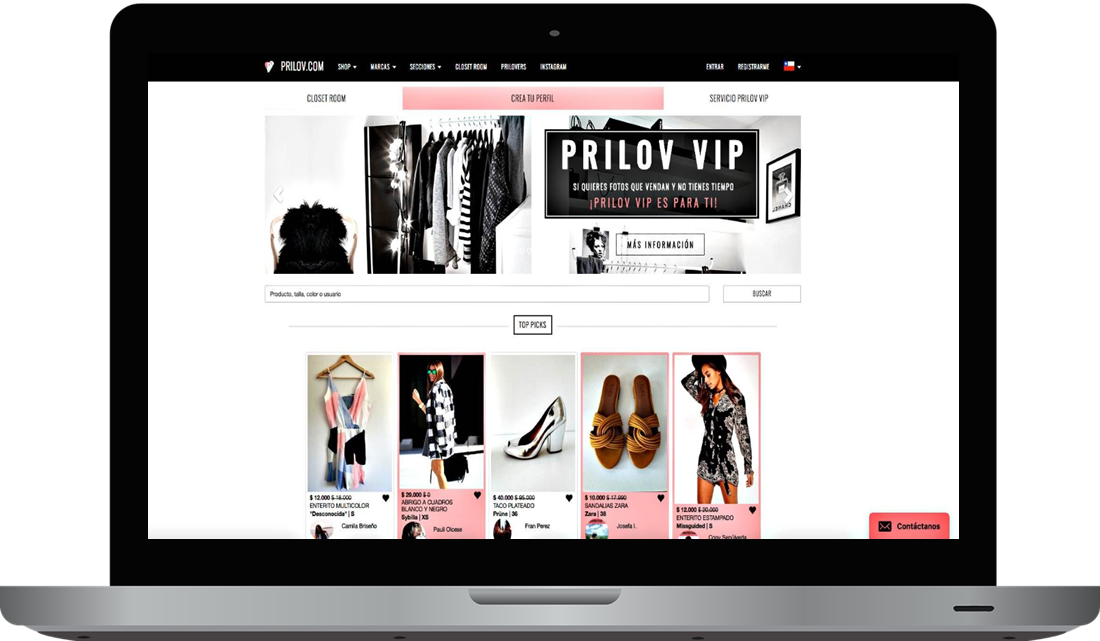 PRILOV.COM SHOP MARCAS SECCIONES CLOSET ROOM PRILOVERS INSTAGRAM ENTRAR REGISTRARME
CLOSET ROOM CREA TU PERFIL SERVICIO PRILOV VIP
PRILOV VIP
SI QUIERES FOTOS QUE VENDAN Y NO TIENES TIEMPO
¡PRILOV VIP ES PARA TI!
CHANEL
MÁS INFORMACIÓN
Producto, talla, color o usuario BUSCAR
TOP PICKS
$ 12.000 $ 18.000
ENTERITO MULTICOLOR
"Desconocida" | S
Camila Briseño
$ 29.000 $ 0
ABRIGO A CUADROS
BLANCO Y NEGRO
Sybilla | XS
Pauli Olcese
$ 40.000 $ 95.000
TACO PLATEADO
Prüne | 36
Fran Perez
$ 10.000 $ 17.990
SANDALIAS ZARA
Zara | 38
Josefa I.
$ 12.000 $ 30.000
ENTERITO ESTAMPADO
Missguided | S
Cony Sepúlveda
Contáctanos